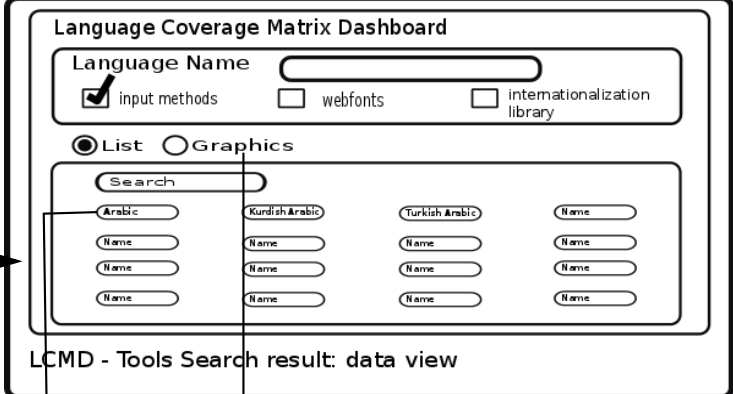 Language Coverage Matrix Dashboard
Language Name
input methods webfonts internationalization library
List Graphics
Search
Arabic Kurdish Arabic Turkish Arabic Name
Name Name Name Name
Name Name Name Name
Name Name Name Name
LCMD - Tools Search result: data view